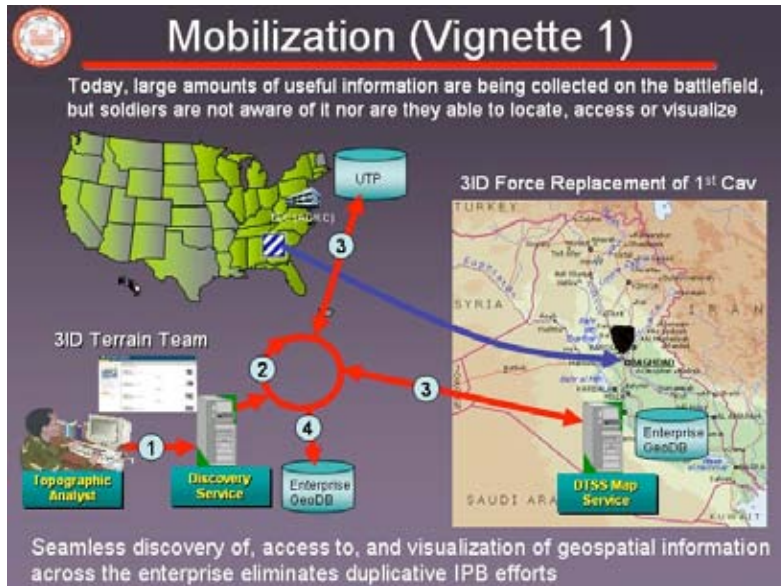 Mobilization (Vignette 1)
Today, large amounts of useful information are being collected on the battlefield,
but soldiers are not aware of it nor are they able to locate, access or visualize
UTP
3ID Force Replacement of 1st Cav
TURKEY
SYRIA
IRAN
BAGHDAD
3
3ID Terrain Team
2
3
1
4
Topographic
Analyst
Discovery
Service
Enterprise
GeoDB
Enterprise
GeoDB
DTSS Map
Service
SAUDI ARA
KUWAIT
Seamless discovery of, access to, and visualization of geospatial information
across the enterprise eliminates duplicative IPB efforts